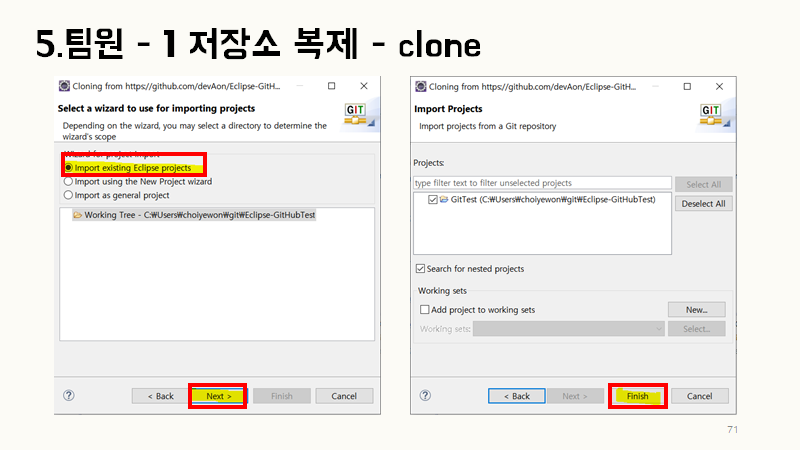 5.팀원 - 1 저장소 복제 - clone
Cloning from https://github.com/devAon/Eclipse-GitH...
Select a wizard to use for importing projects
Depending on the wizard, you may select a directory to determine the
wizard's scope
GIT
Wizard for project import
Import existing Eclipse projects
Import using the New Project wizard
Import as general project
Working Tree - C:₩Users₩choiyewon₩git₩Eclipse-GitHubTest
?
< Back
Next >
Finish
Cancel
Cloning from https://github.com/devAon/Eclipse-GitH...
Import Projects
Import projects from a Git repository
GIT
Projects:
type filter text to filter unselected projects
Select All
GitTest (C:₩Users₩choiyewon₩git₩Eclipse-GitHubTest)
Deselect All
Search for nested projects
Working sets
Add project to working sets
New...
Working sets:
Select...
?
< Back
Next >
Finish
Cancel
71